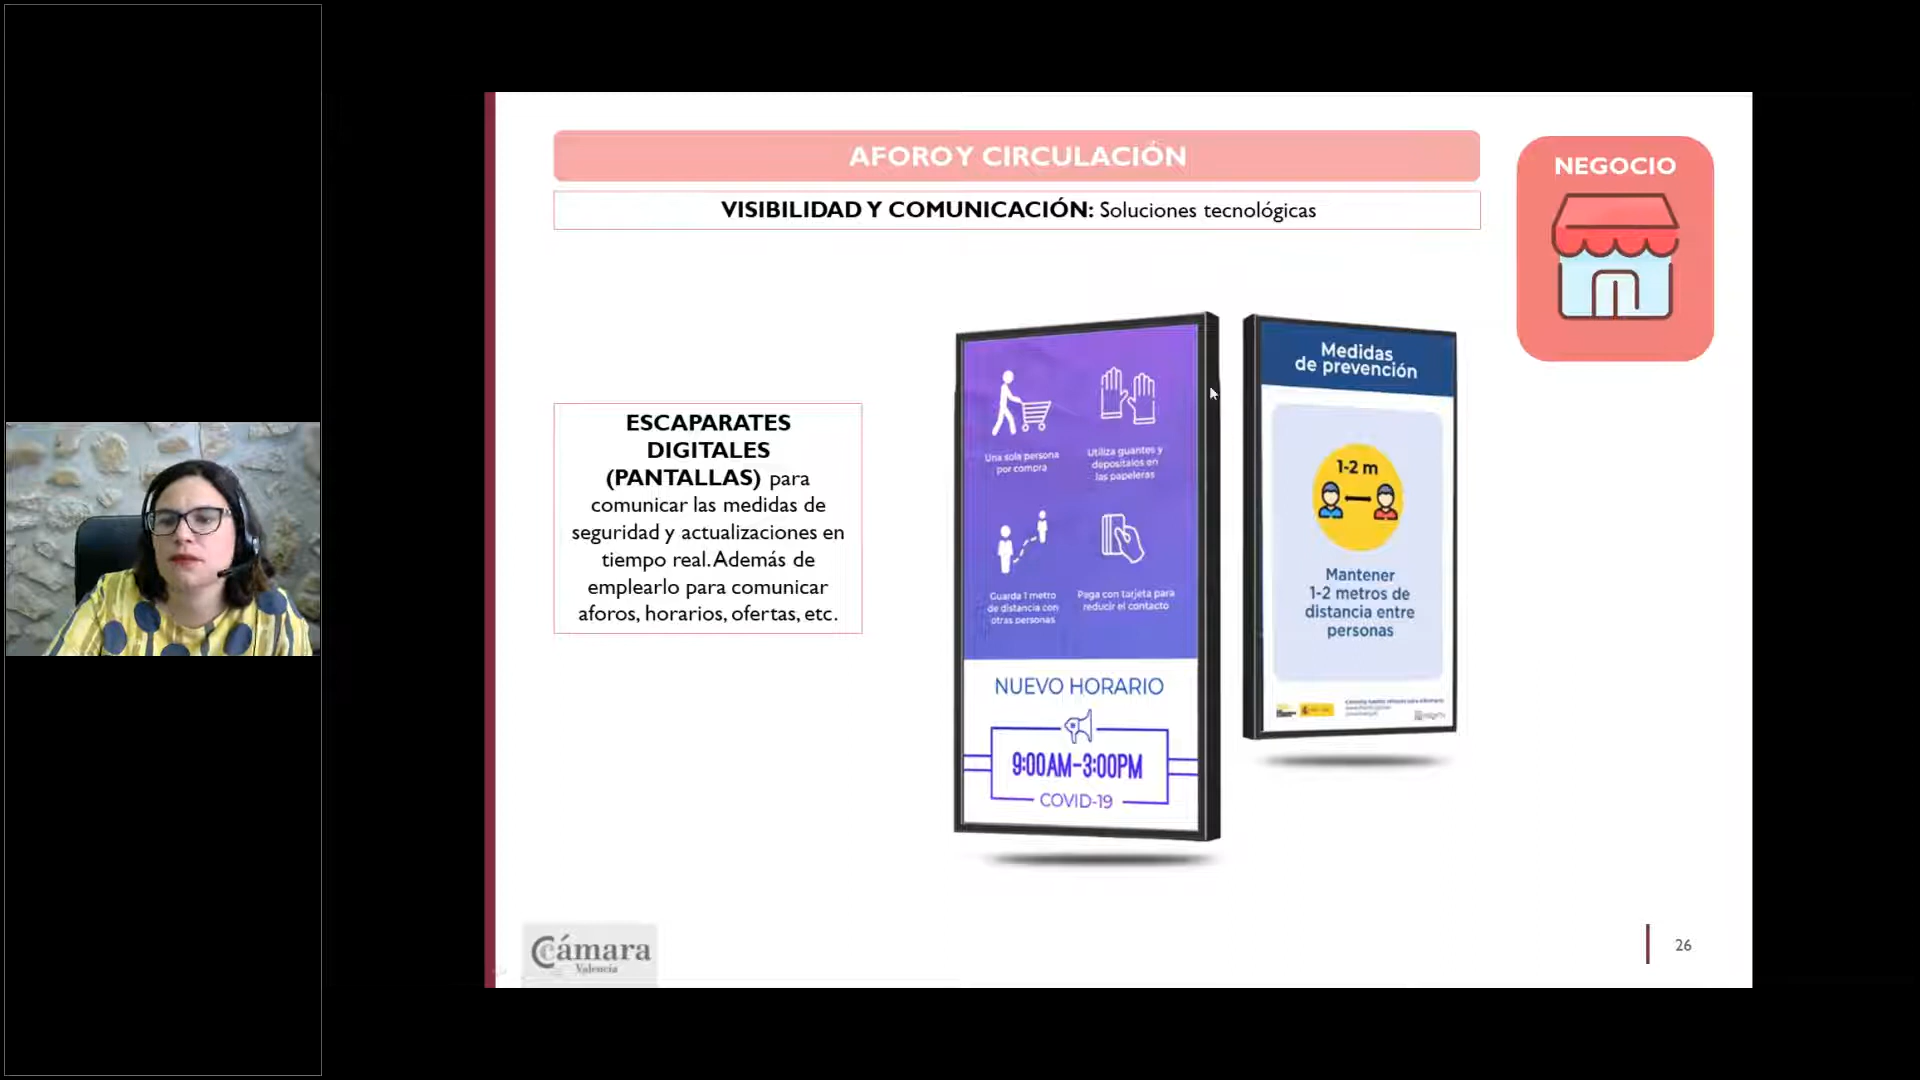 AFORO Y CIRCULACIÓN
VISIBILIDAD Y COMUNICACIÓN: Soluciones tecnológicas
NEGOCIO
ESCAPARATES
DIGITALES
(PANTALLAS) para
comunicar las medidas de
seguridad y actualizaciones en
tiempo real. Además de
emplearlo para comunicar
aforos, horarios, ofertas, etc.
Una sola persona
por compra
Utiliza guantes y
deposítalos en
las papeleras
Guarda 1 metro
de distancia con
otras personas
Paga con tarjeta para
reducir el contacto
NUEVO HORARIO
9:00AM-3:00PM
COVID-19
Medidas
de prevención
1-2 m
Mantener
1-2 metros de
distancia entre
personas
Cámara
Valencia
26